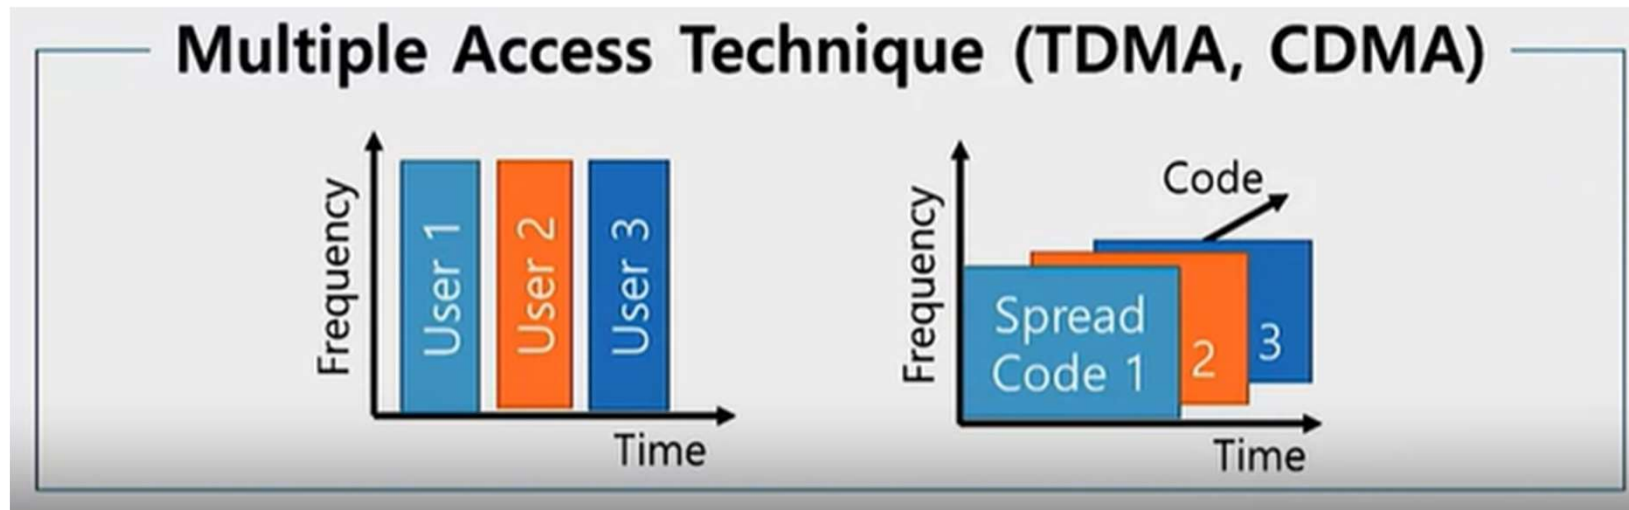 Multiple Access Technique (TDMA, CDMA)
Frequency
User 1
User 2
User 3
Time
Frequency
Code
Spread
Code 1
2
3
Time